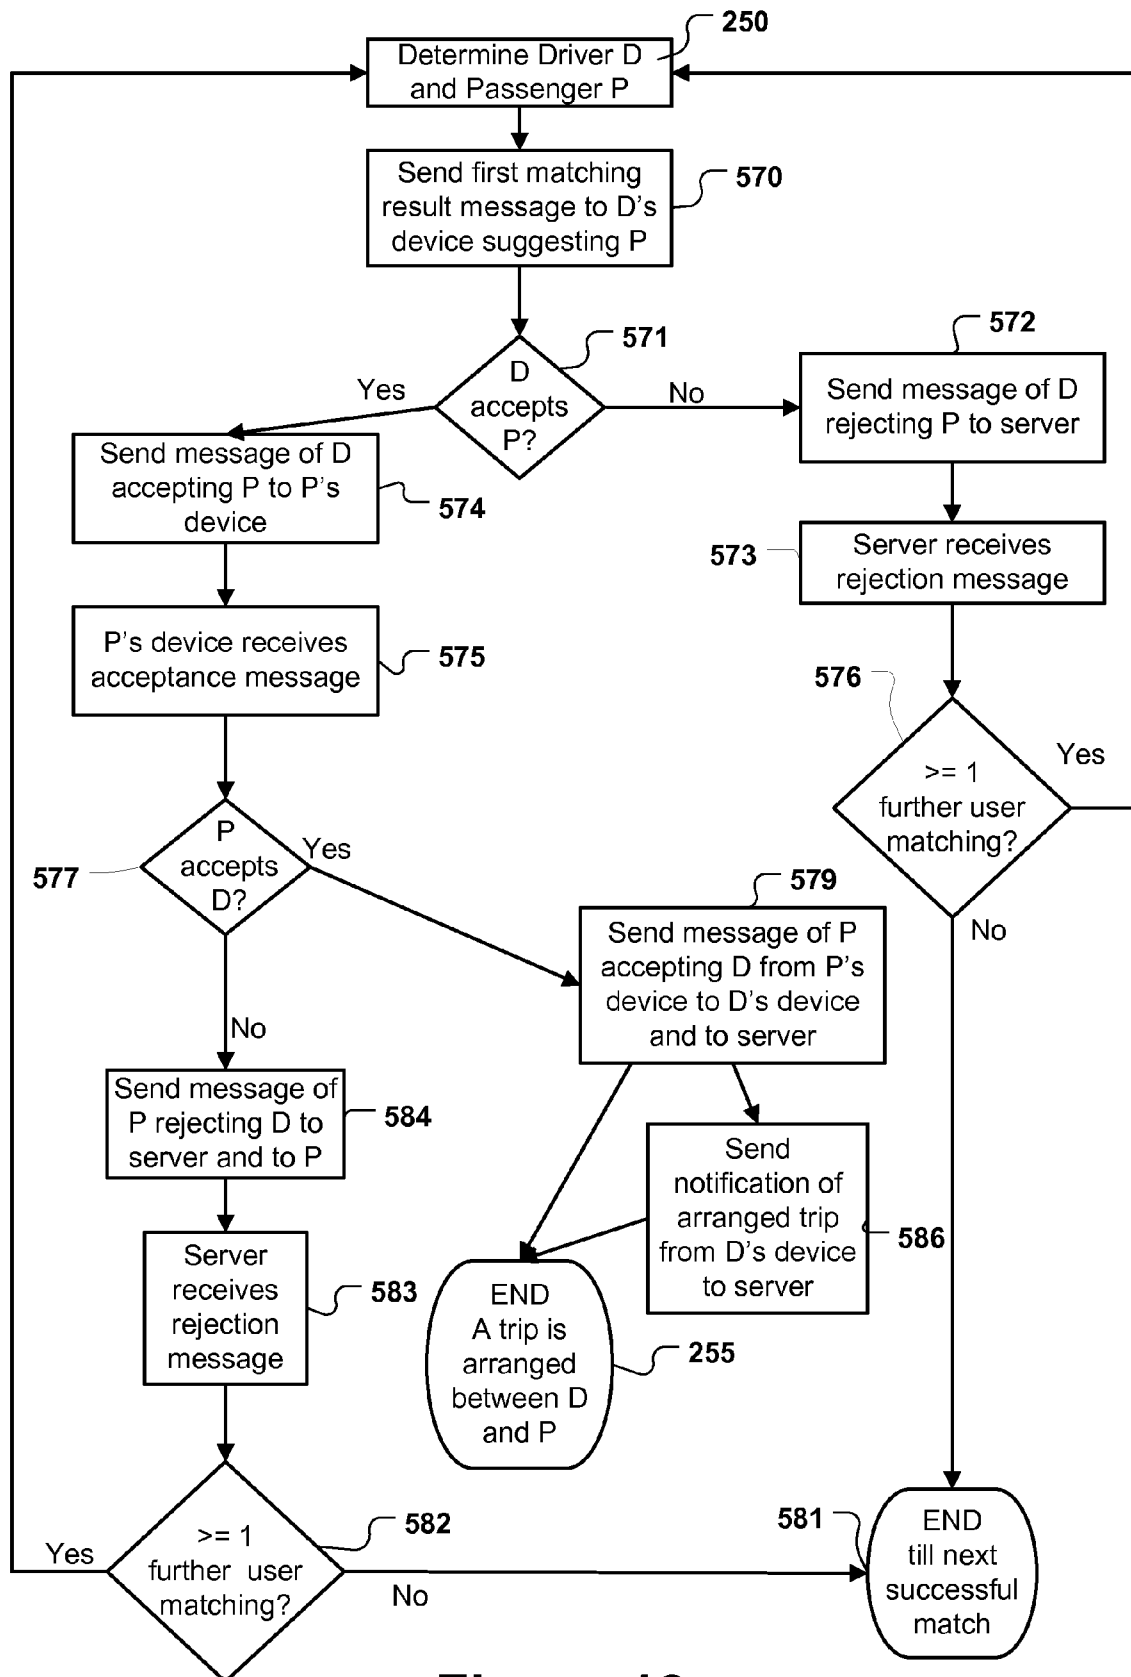 250
Determine Driver D
and Passenger P
Send first matching
result message to D's
device suggesting P
570
D
accepts
P?
571
Yes
No
572
Send message of D
rejecting P to server
Send message of D
accepting P to P's
device
574
573
Server receives
rejection message
P's device receives
acceptance message
575
576
>= 1
further user
matching?
Yes
No
P
accepts
D?
577
Yes
No
579
Send message of P
accepting D from P's
device to D's device
and to server
Send message of
P rejecting D to
server and to P
584
Send
notification of
arranged trip
from D's device
to server
586
Server
receives
rejection
message
583
END
A trip is
arranged
between D
and P
255
>= 1
further user
matching?
582
Yes
No
581
END
till next
successful
match